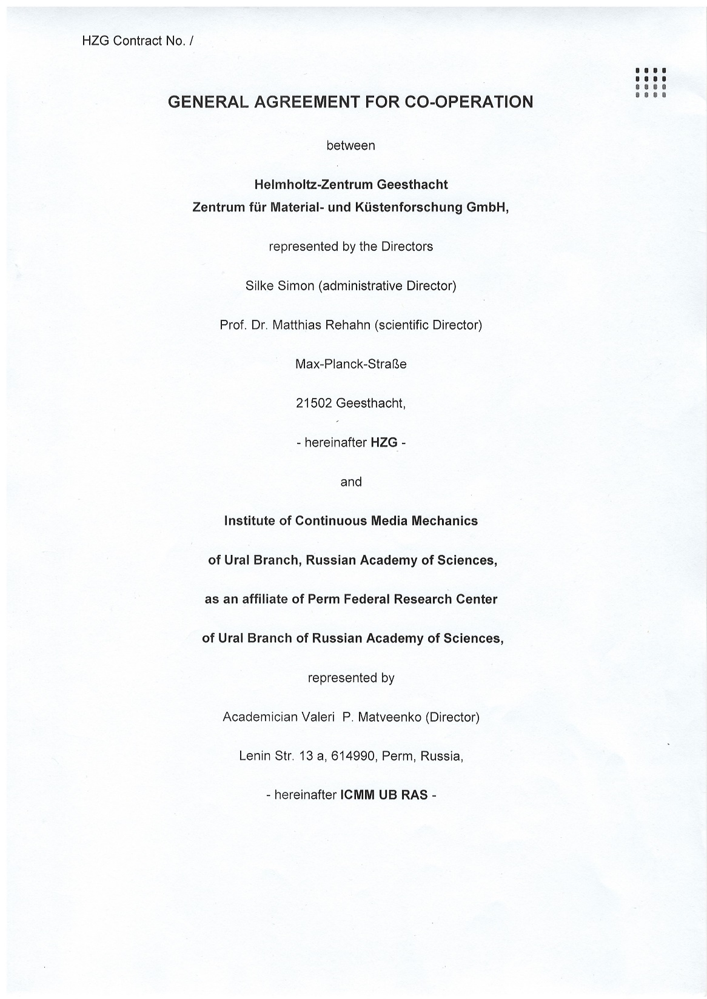 HZG Contract No. /
GENERAL AGREEMENT FOR CO-OPERATION
between
Helmholtz-Zentrum Geesthacht
Zentrum für Material- und Küstenforschung GmbH,
represented by the Directors
Silke Simon (administrative Director)
Prof. Dr. Matthias Rehahn (scientific Director)
Max-Planck-Straße
21502 Geesthacht,
- hereinafter HZG -
and
Institute of Continuous Media Mechanics
of Ural Branch, Russian Academy of Sciences,
as an affiliate of Perm Federal Research Center
of Ural Branch of Russian Academy of Sciences,
represented by
Academician Valeri  P. Matveenko (Director)
Lenin Str. 13 a, 614990, Perm, Russia,
- hereinafter ICMM UB RAS -